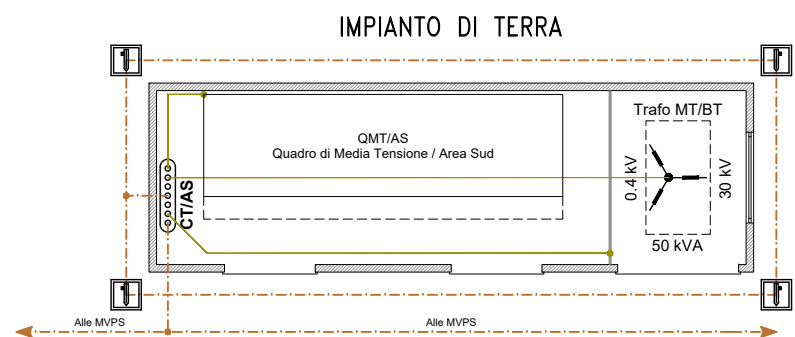 IMPIANTO DI TERRA
QMT/AS
Quadro di Media Tensione / Area Sud
Trafo MT/BT
0.4 kV
30 kV
50 kVA
CT/AS
Alle MVPS
Alle MVPS